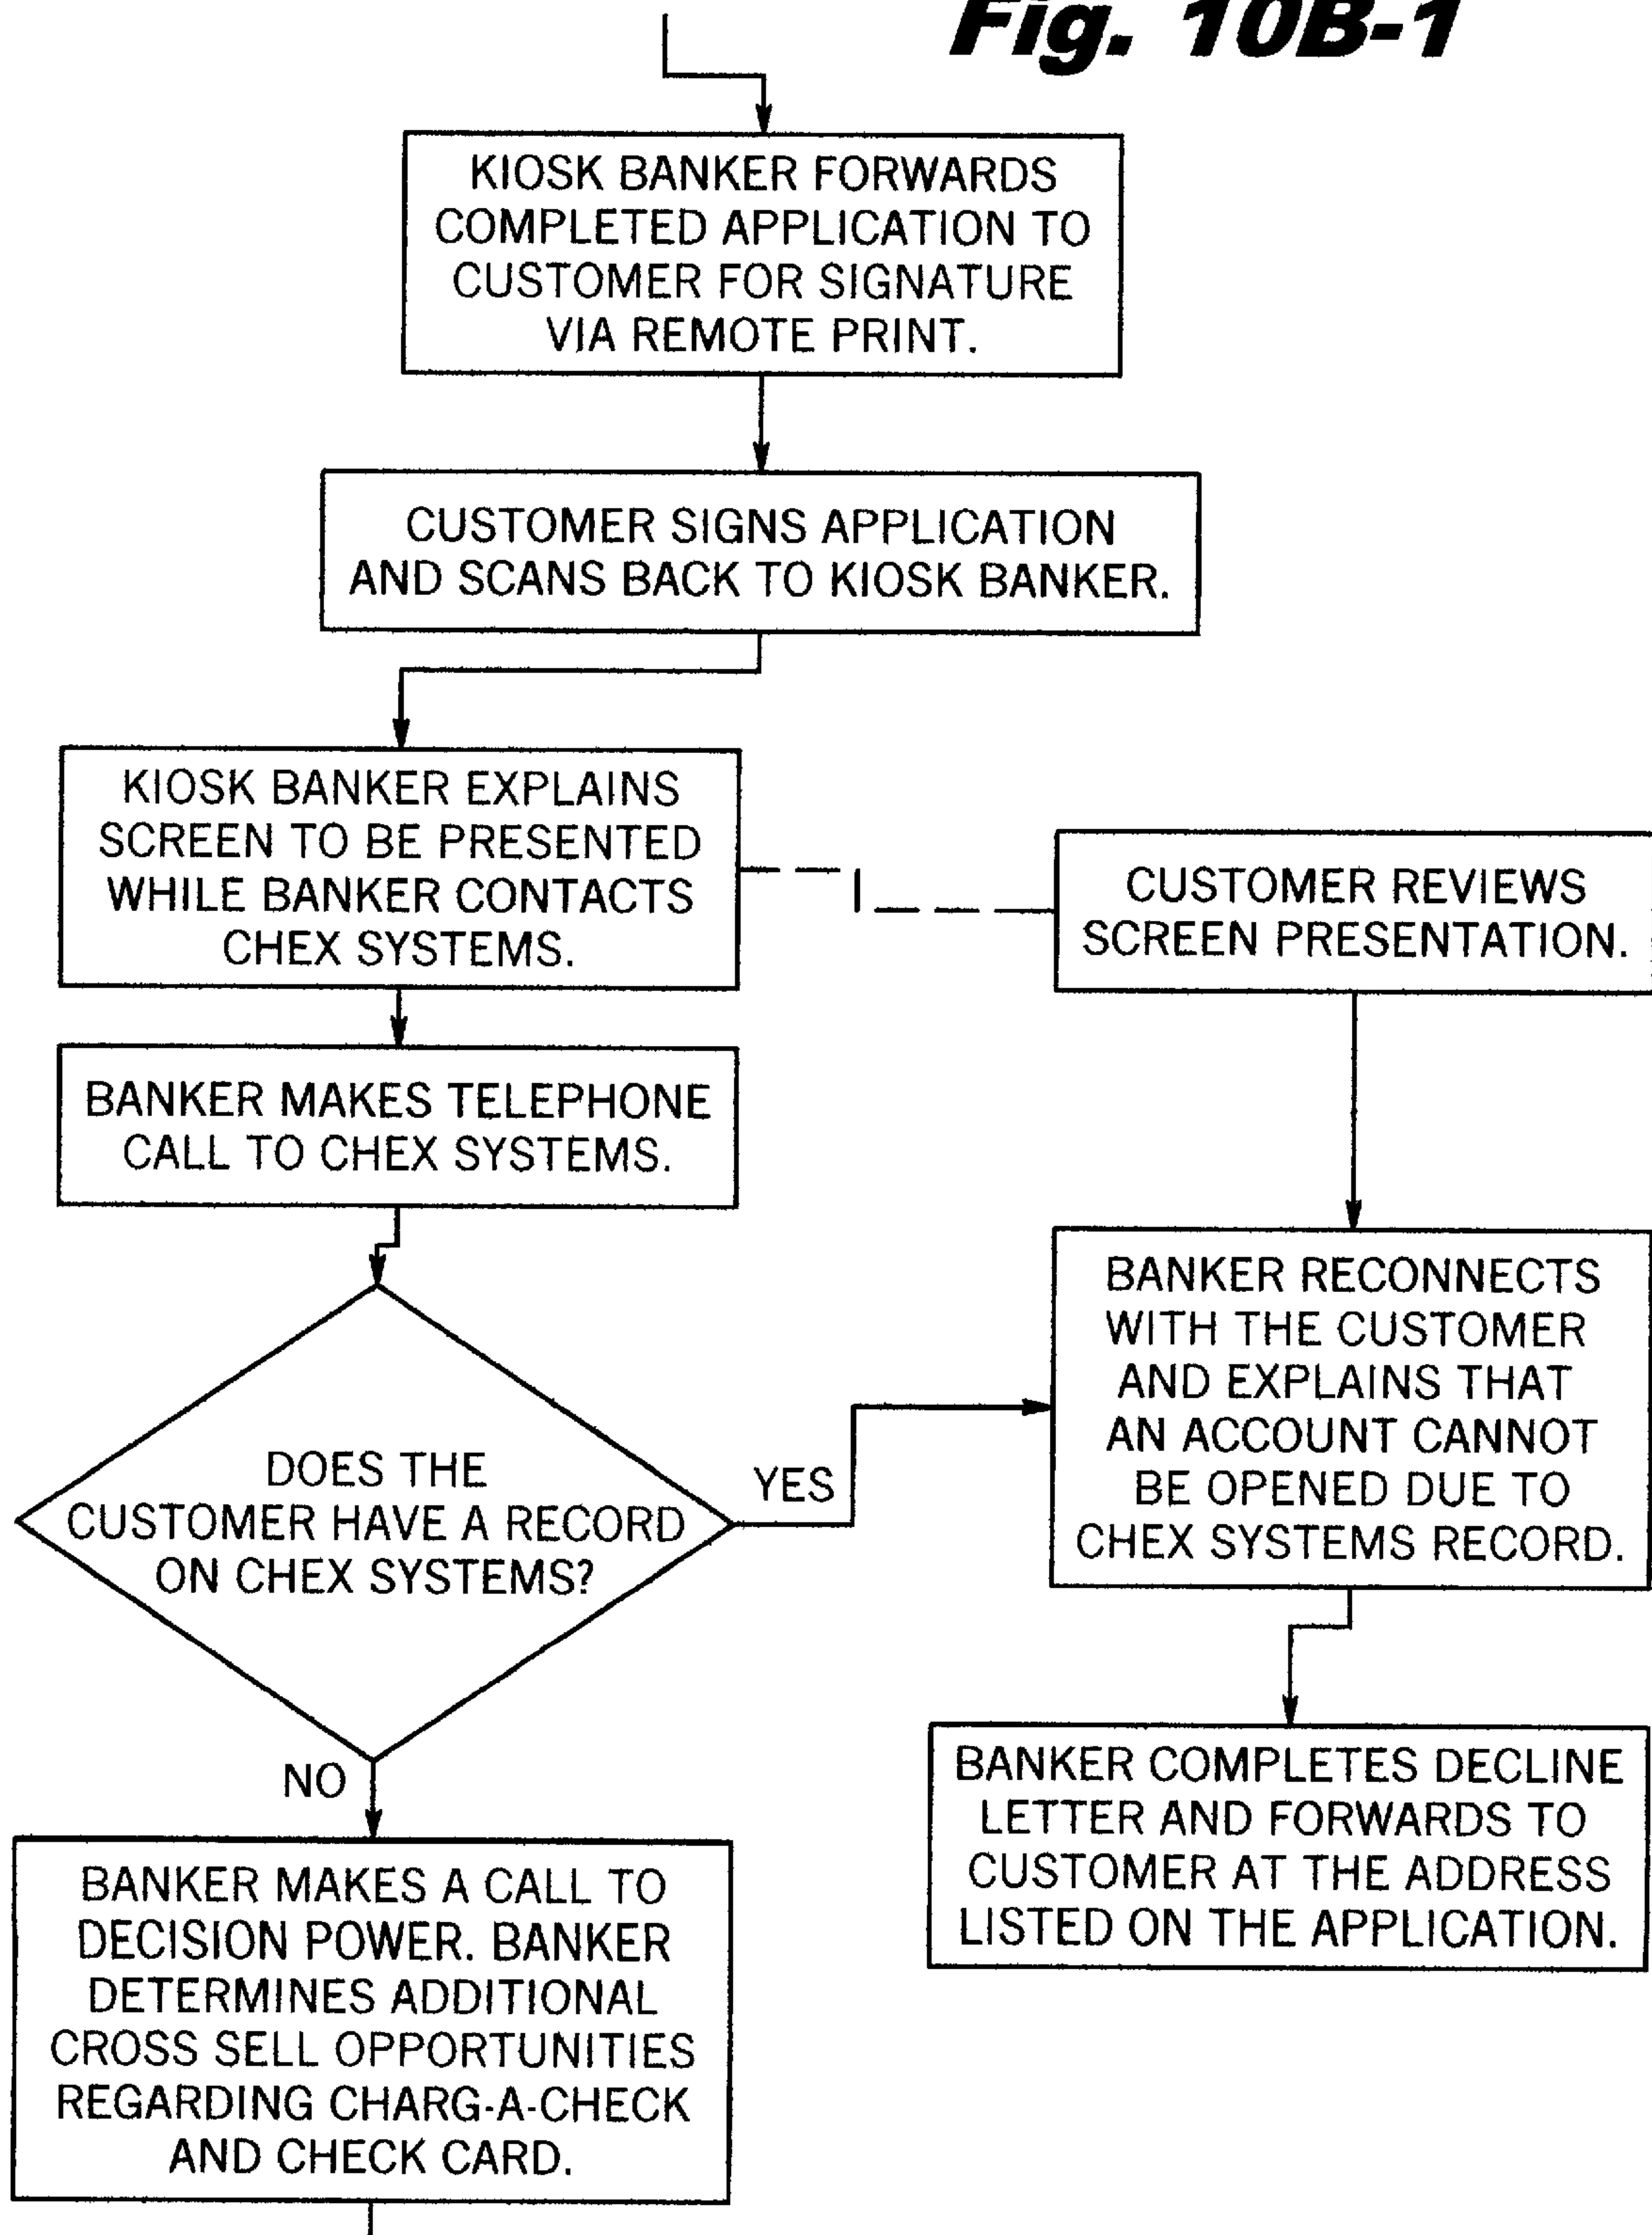 Fig. 10B-1
KIOSK BANKER FORWARDS
COMPLETED APPLICATION TO
CUSTOMER FOR SIGNATURE
VIA REMOTE PRINT.
CUSTOMER SIGNS APPLICATION
AND SCANS BACK TO KIOSK BANKER.
KIOSK BANKER EXPLAINS
SCREEN TO BE PRESENTED
WHILE BANKER CONTACTS
CHEX SYSTEMS.
CUSTOMER REVIEWS
SCREEN PRESENTATION.
BANKER MAKES TELEPHONE
CALL TO CHEX SYSTEMS.
BANKER RECONNECTS
WITH THE CUSTOMER
AND EXPLAINS THAT
AN ACCOUNT CANNOT
BE OPENED DUE TO
CHEX SYSTEMS RECORD.
DOES THE
CUSTOMER HAVE A RECORD
ON CHEX SYSTEMS?
YES
NO
BANKER COMPLETES DECLINE
LETTER AND FORWARDS TO
CUSTOMER AT THE ADDRESS
LISTED ON THE APPLICATION.
BANKER MAKES A CALL TO
DECISION POWER. BANKER
DETERMINES ADDITIONAL
CROSS SELL OPPORTUNITIES
REGARDING CHARG-A-CHECK
AND CHECK CARD.